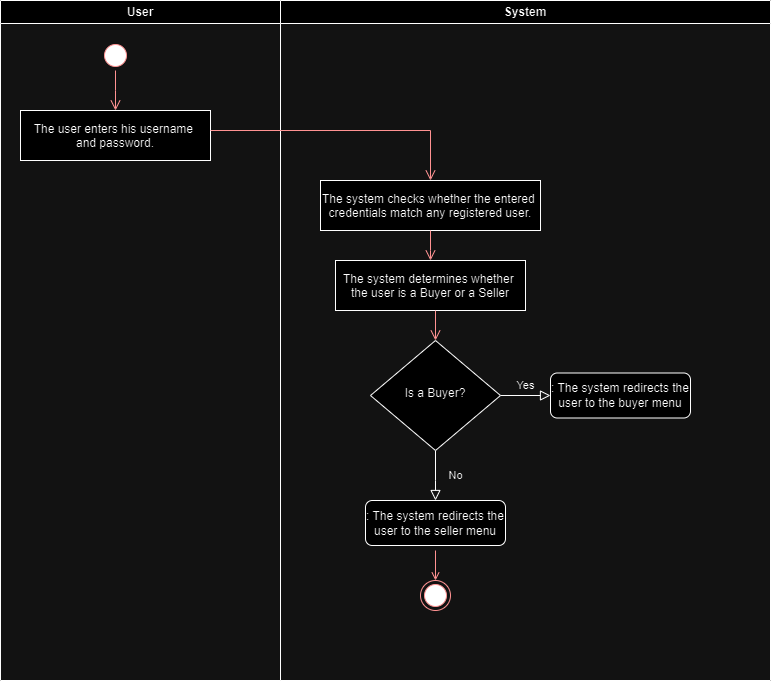 User
System
The user enters his username
and password.
The system checks whether the entered
credentials match any registered user.
The system determines whether
the user is a Buyer or a Seller
Is a Buyer?
Yes
: The system redirects the
user to the buyer menu
No
: The system redirects the
user to the seller menu